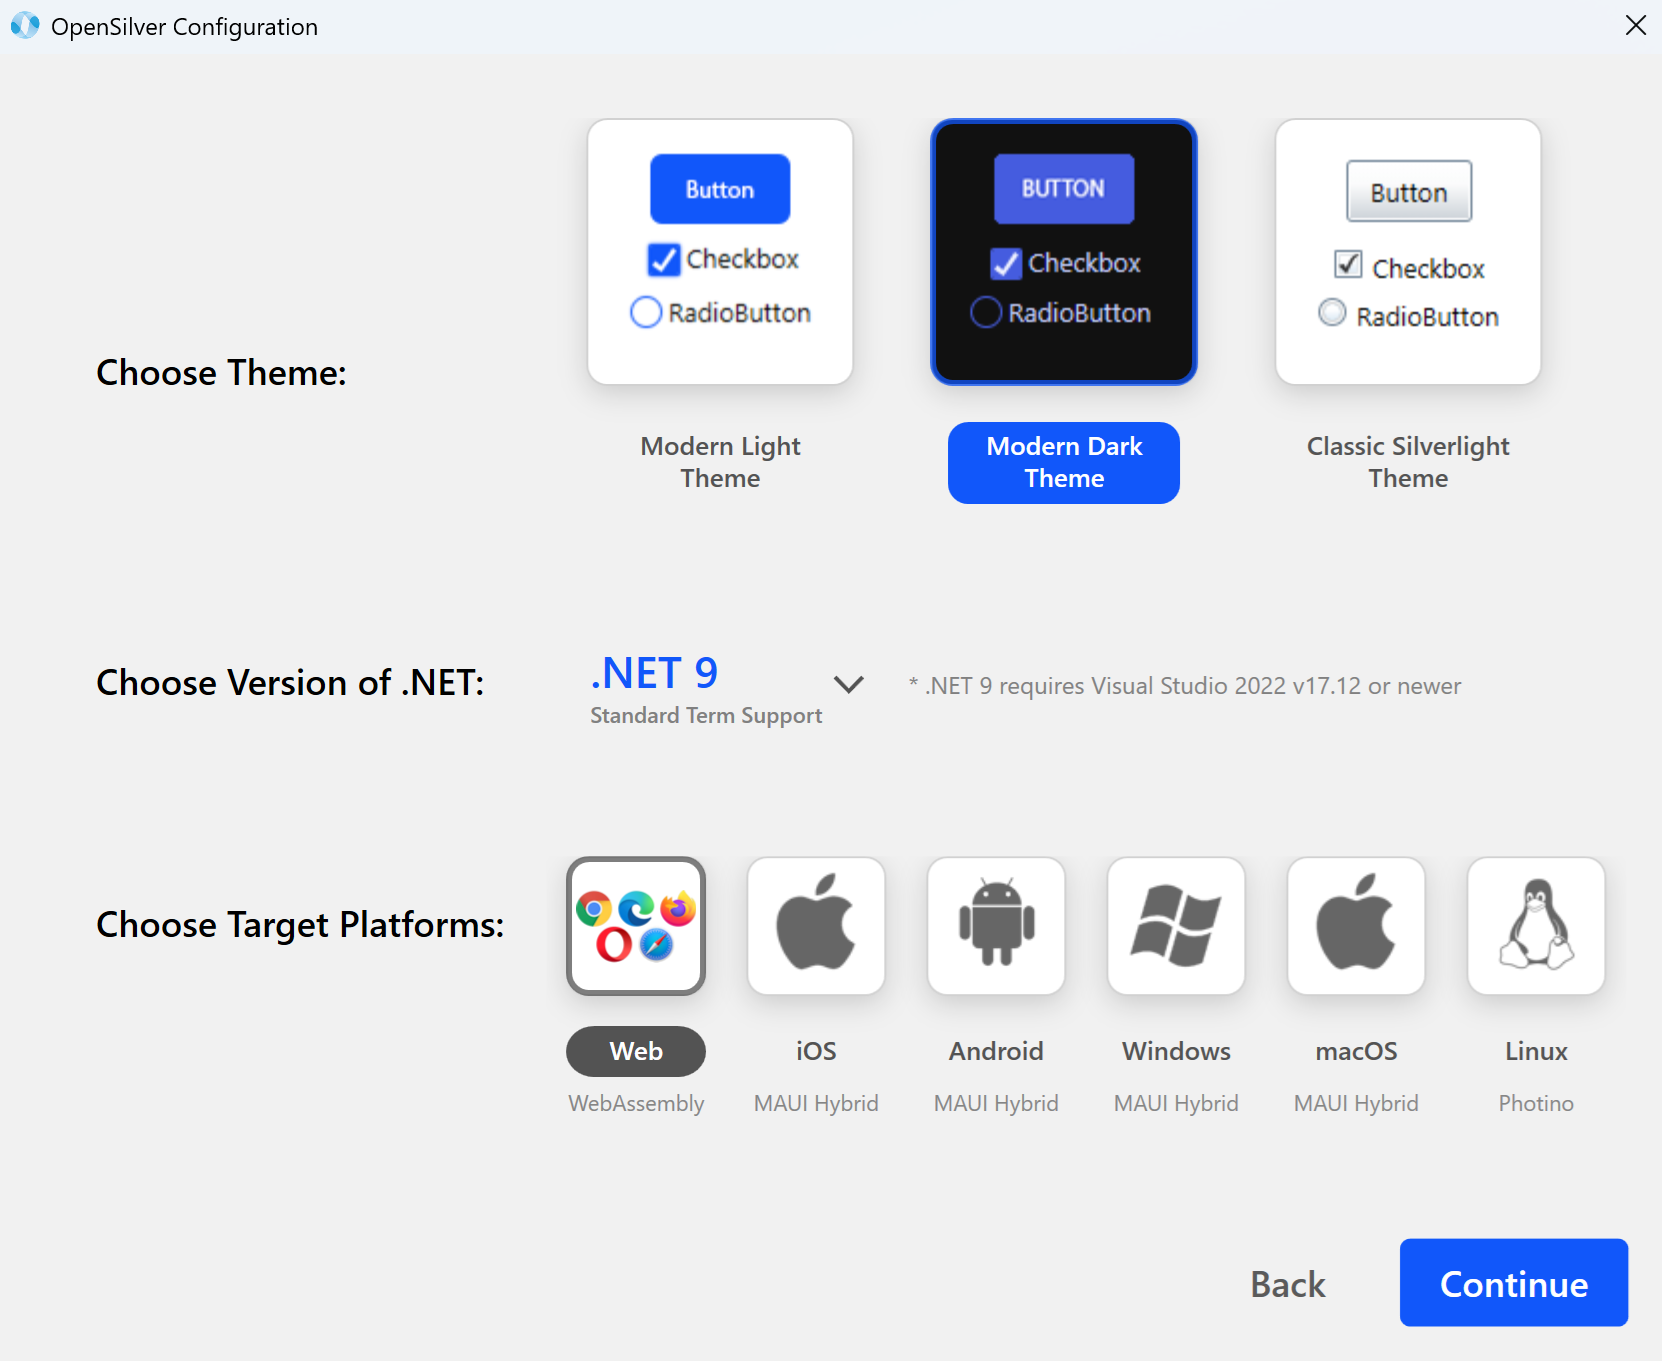 OpenSilver Configuration
Choose Theme:
Button
Checkbox
RadioButton
Modern Light
Theme
BUTTON
Checkbox
RadioButton
Modern Dark
Theme
Button
Checkbox
RadioButton
Classic Silverlight
Theme
Choose Version of .NET:
.NET 9
Standard Term Support
* .NET 9 requires Visual Studio 2022 v17.12 or newer
Choose Target Platforms:
Web
WebAssembly
iOS
MAUI Hybrid
Android
MAUI Hybrid
Windows
MAUI Hybrid
macOS
MAUI Hybrid
Linux
Photino
Back
Continue